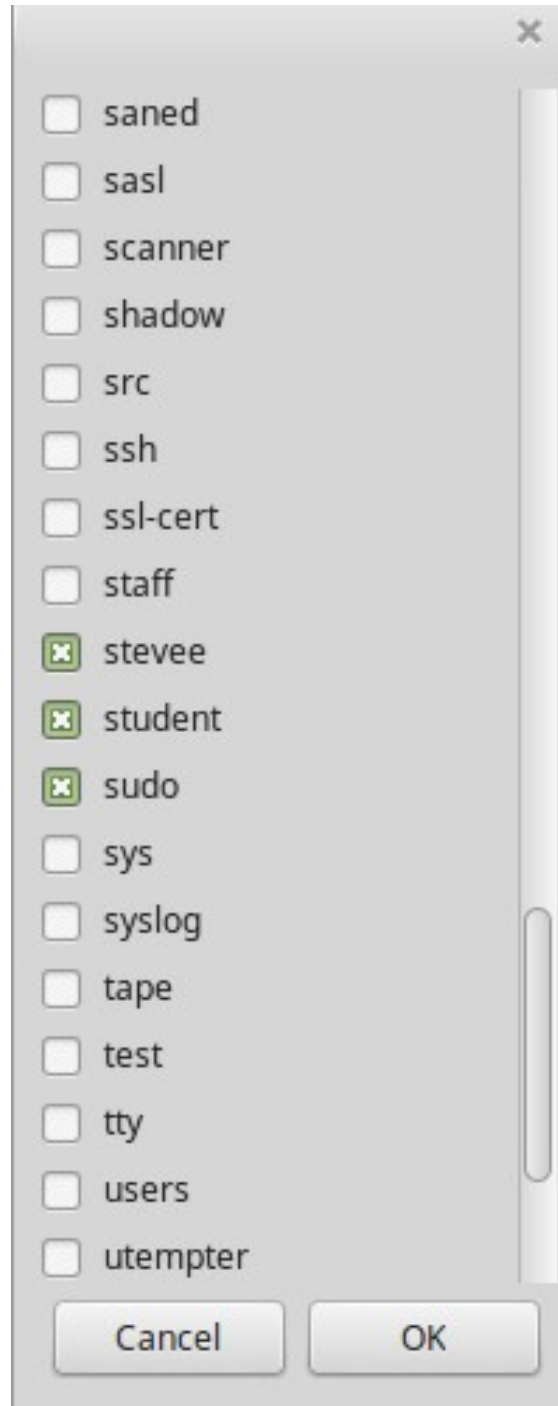 saned
sasl
scanner
shadow
src
ssh
ssl-cert
staff
stevee
student
sudo
sys
syslog
tape
test
tty
users
utempter
Cancel OK